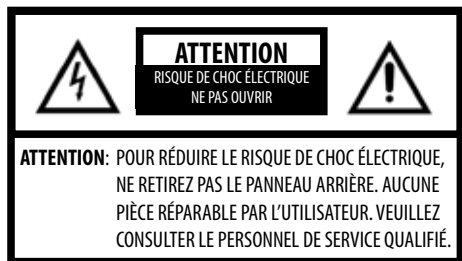 ATTENTION
RISQUE DE CHOC ÉLECTRIQUE
NE PAS OUVRIR
ATTENTION: POUR RÉDUIRE LE RISQUE DE CHOC ÉLECTRIQUE,
NE RETIREZ PAS LE PANNEAU ARRIÈRE. AUCUNE
PIÈCE RÉPARABLE PAR L'UTILISATEUR. VEUILLEZ
CONSULTER LE PERSONNEL DE SERVICE QUALIFIÉ.